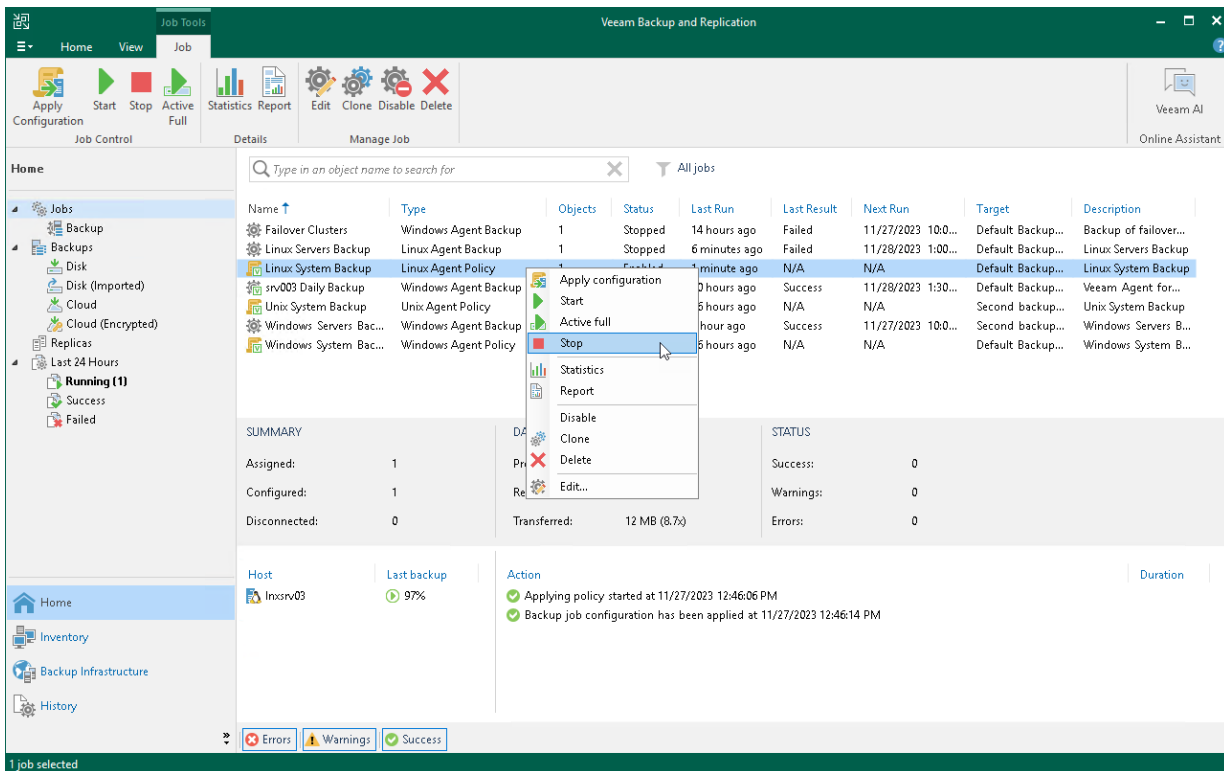 Job Tools
Veeam Backup and Replication
Home View Job
Apply Configuration
Start
Stop
Active Full
Statistics
Report
Edit
Clone
Disable
Delete
Veeam AI
Job Control
Details
Manage Job
Online Assistant
Home
Jobs
Backup
Backups
Disk
Disk (Imported)
Cloud
Cloud (Encrypted)
Replicas
Last 24 Hours
Running (1)
Success
Failed
Home
Inventory
Backup Infrastructure
History
Type in an object name to search for
All jobs
Name Type Objects Status Last Run Last Result Next Run Target Description
Failover Clusters Windows Agent Backup 1 Stopped 14 hours ago Failed 11/27/2023 10:0... Default Backup... Backup of failover...
Linux Servers Backup Linux Agent Backup 1 Stopped 6 minutes ago Failed 11/28/2023 1:00... Default Backup... Linux Servers Backup
Linux System Backup Linux Agent Policy 1 minute ago N/A N/A Default Backup... Linux System Backup
srv003 Daily Backup Windows Agent Backup hours ago Success 11/28/2023 1:30... Default Backup... Veeam Agent for...
Unix System Backup Unix Agent Policy hours ago N/A N/A Second backup... Unix System Backup
Windows Servers Bac... Windows Agent Backup hour ago Success 11/27/2023 10:0... Second backup... Windows Servers B...
Windows System Bac... Windows Agent Policy hours ago N/A N/A Default Backup... Windows System B...
Apply configuration
Start
Active full
Stop
Statistics
Report
Disable
Clone
Delete
Edit...
SUMMARY
Assigned: 1
Configured: 1
Disconnected: 0
Transferred: 12 MB (8.7x)
STATUS
Success: 0
Warnings: 0
Errors: 0
Host Last backup Action Duration
lnxsrv03 97%
Applying policy started at 11/27/2023 12:46:06 PM
Backup job configuration has been applied at 11/27/2023 12:46:14 PM
Errors Warnings Success
1 job selected